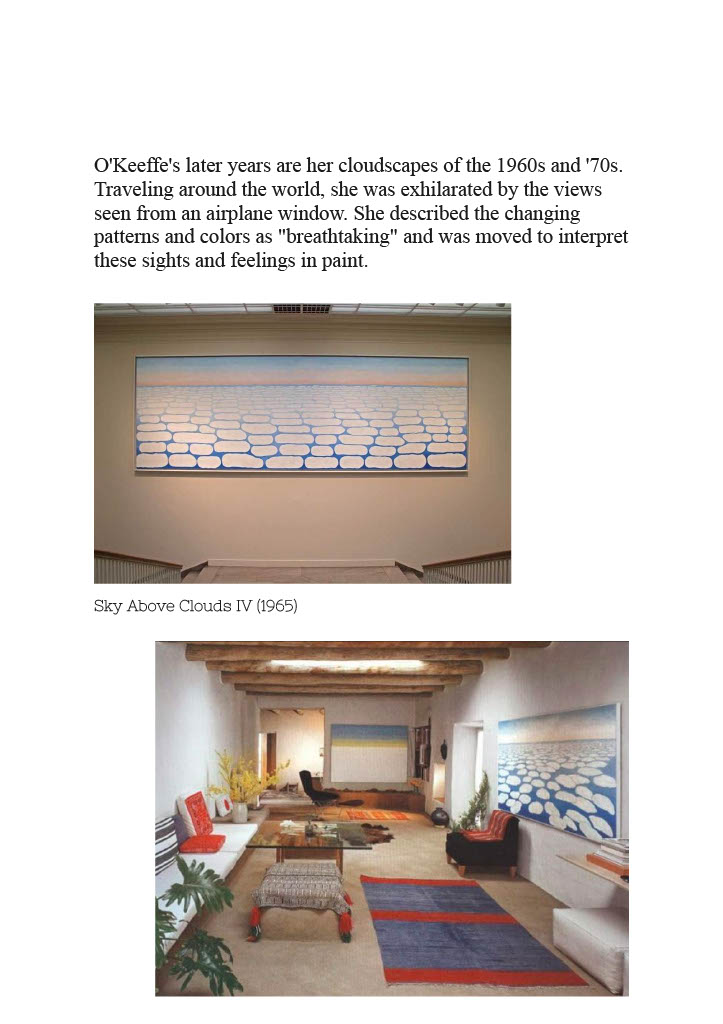 O'Keeffe's later years are her cloudscapes of the 1960s and '70s.
Traveling around the world, she was exhilarated by the views
seen from an airplane window. She described the changing
patterns and colors as "breathtaking" and was moved to interpret
these sights and feelings in paint.
Sky Above Clouds IV (1965)